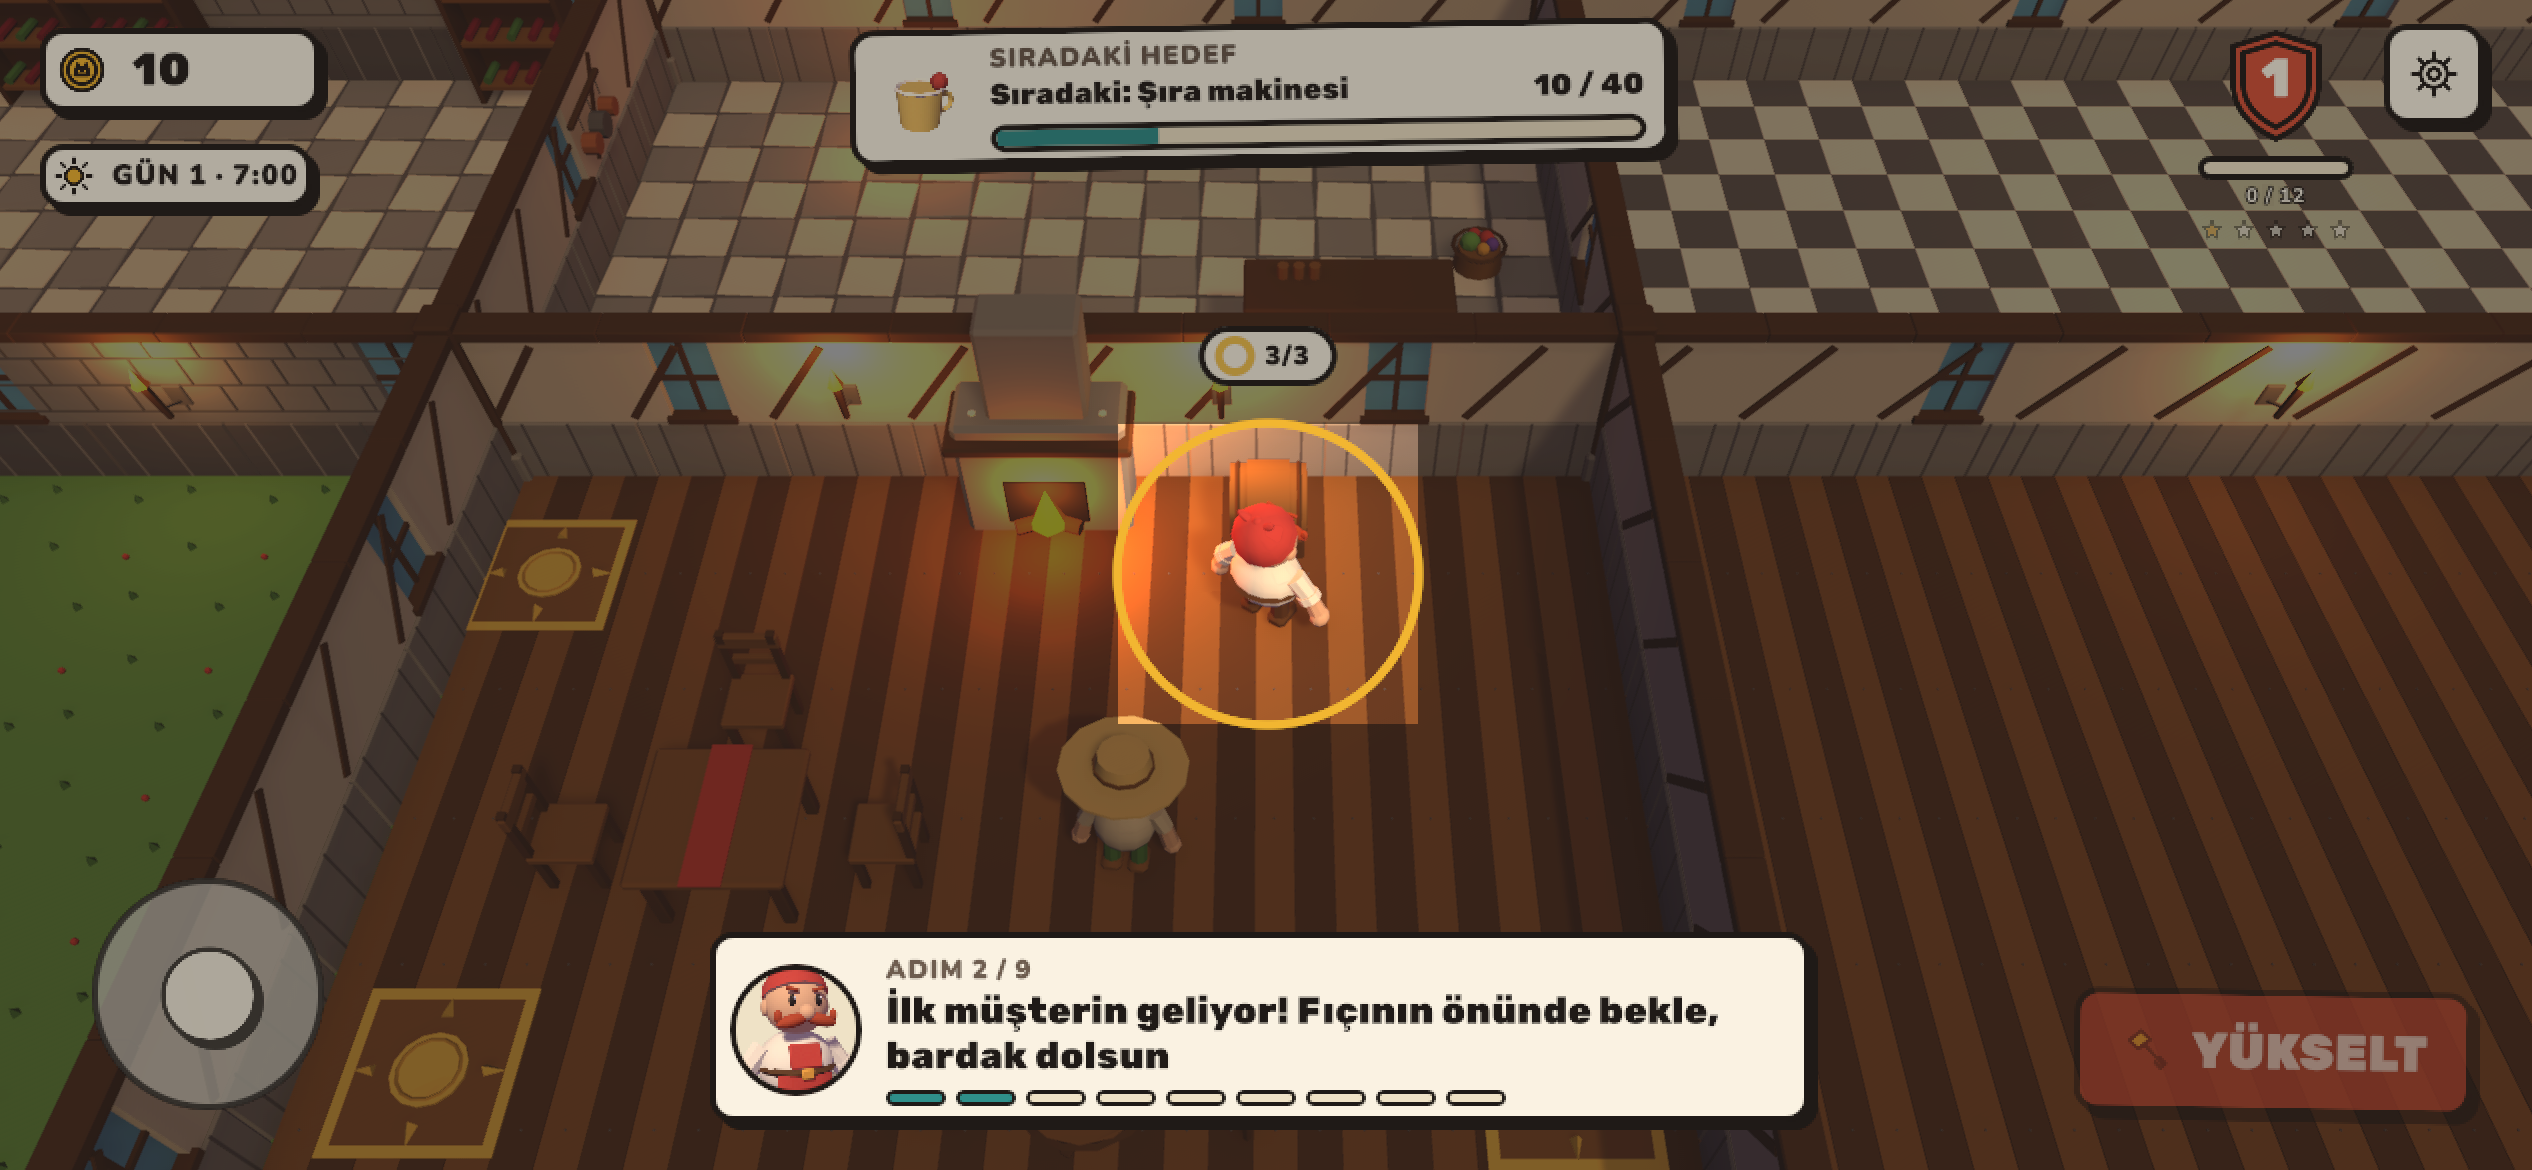 10
GÜN 1 · 7:00
SIRADAKİ HEDEF
Sıradaki: Şıra makinesi
10 / 40
1
0 / 12
3/3
ADIM 2 / 9
İlk müşterin geliyor! Fıçının önünde bekle,
bardak dolsun
YÜKSELT